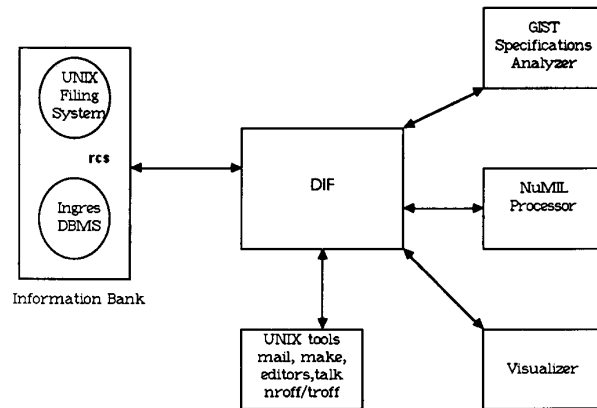 UNIX
Filing
System
rcs
Ingres
DBMS
Information Bank
DIF
GIST
Specifications
Analyzer
NuMIL
Processor
UNIX tools
mail, make,
editors,talk
nroff/troff
Visualizer